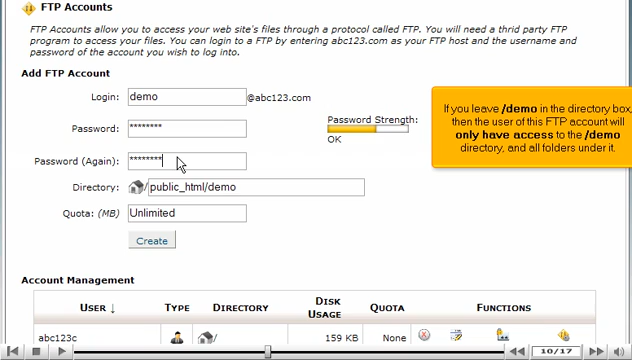 FTP Accounts
FTP Accounts allow you to access your web site's files through a protocol called FTP. You will need a thrid party FTP
program to access your files. You can login to a FTP by entering abc123.com as your FTP host and the username and
password of the account you wish to log into.
Add FTP Account
Login: demo @abc123.com
Password: ********
Password Strength:
OK
Password (Again): ********
Directory: / public_html/demo
Quota: (MB) Unlimited
Create
If you leave /demo in the directory box,
then the user of this FTP account will
only have access to the /demo
directory, and all folders under it.
Account Management
USER ↓ TYPE DIRECTORY DISK USAGE QUOTA FUNCTIONS
abc123c / 159 KB None
10/17